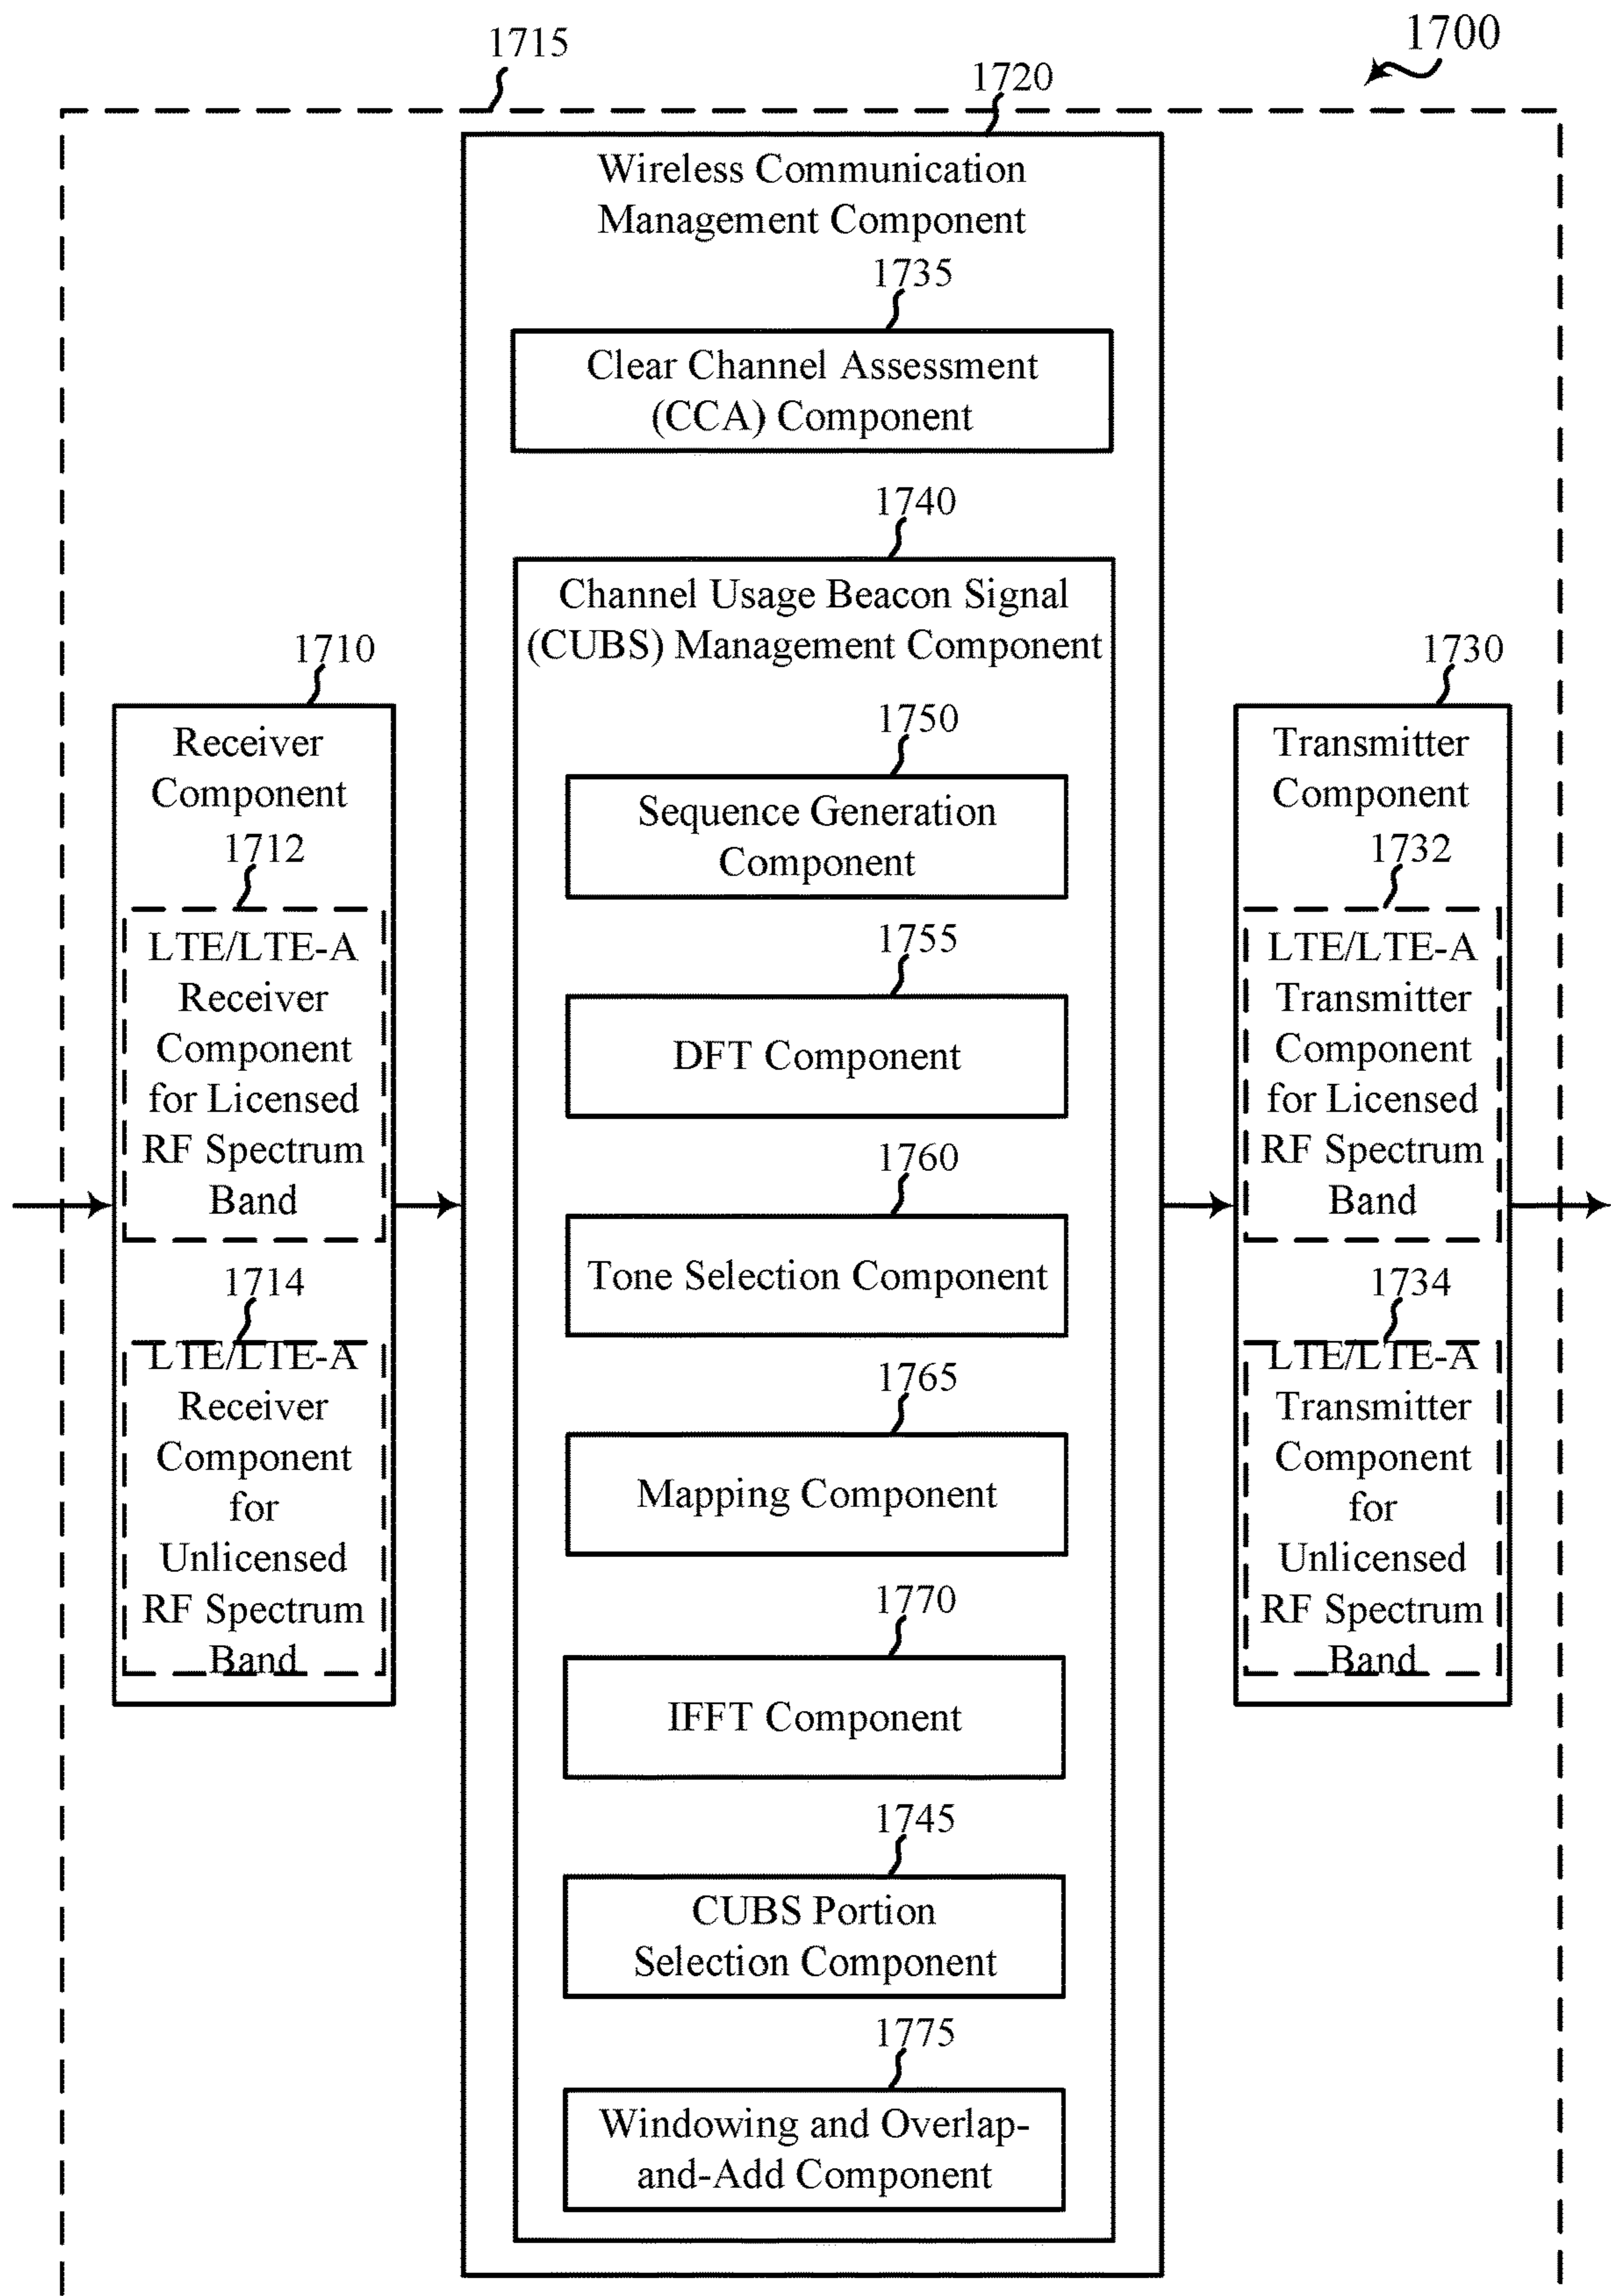 1700
1715
1720
Wireless Communication
Management Component
1735
Clear Channel Assessment
(CCA) Component
1740
Channel Usage Beacon Signal
(CUBS) Management Component
1710
Receiver
Component
1712
LTE/LTE-A
Receiver
Component
for Licensed
RF Spectrum
Band
1714
LTE/LTE-A
Receiver
Component
for
Unlicensed
RF Spectrum
Band
1750
Sequence Generation
Component
1755
DFT Component
1760
Tone Selection Component
1765
Mapping Component
1770
IFFT Component
1745
CUBS Portion
Selection Component
1775
Windowing and Overlap-
and-Add Component
1730
Transmitter
Component
1732
LTE/LTE-A
Transmitter
Component
for Licensed
RF Spectrum
Band
1734
LTE/LTE-A
Transmitter
Component
for
Unlicensed
RF Spectrum
Band